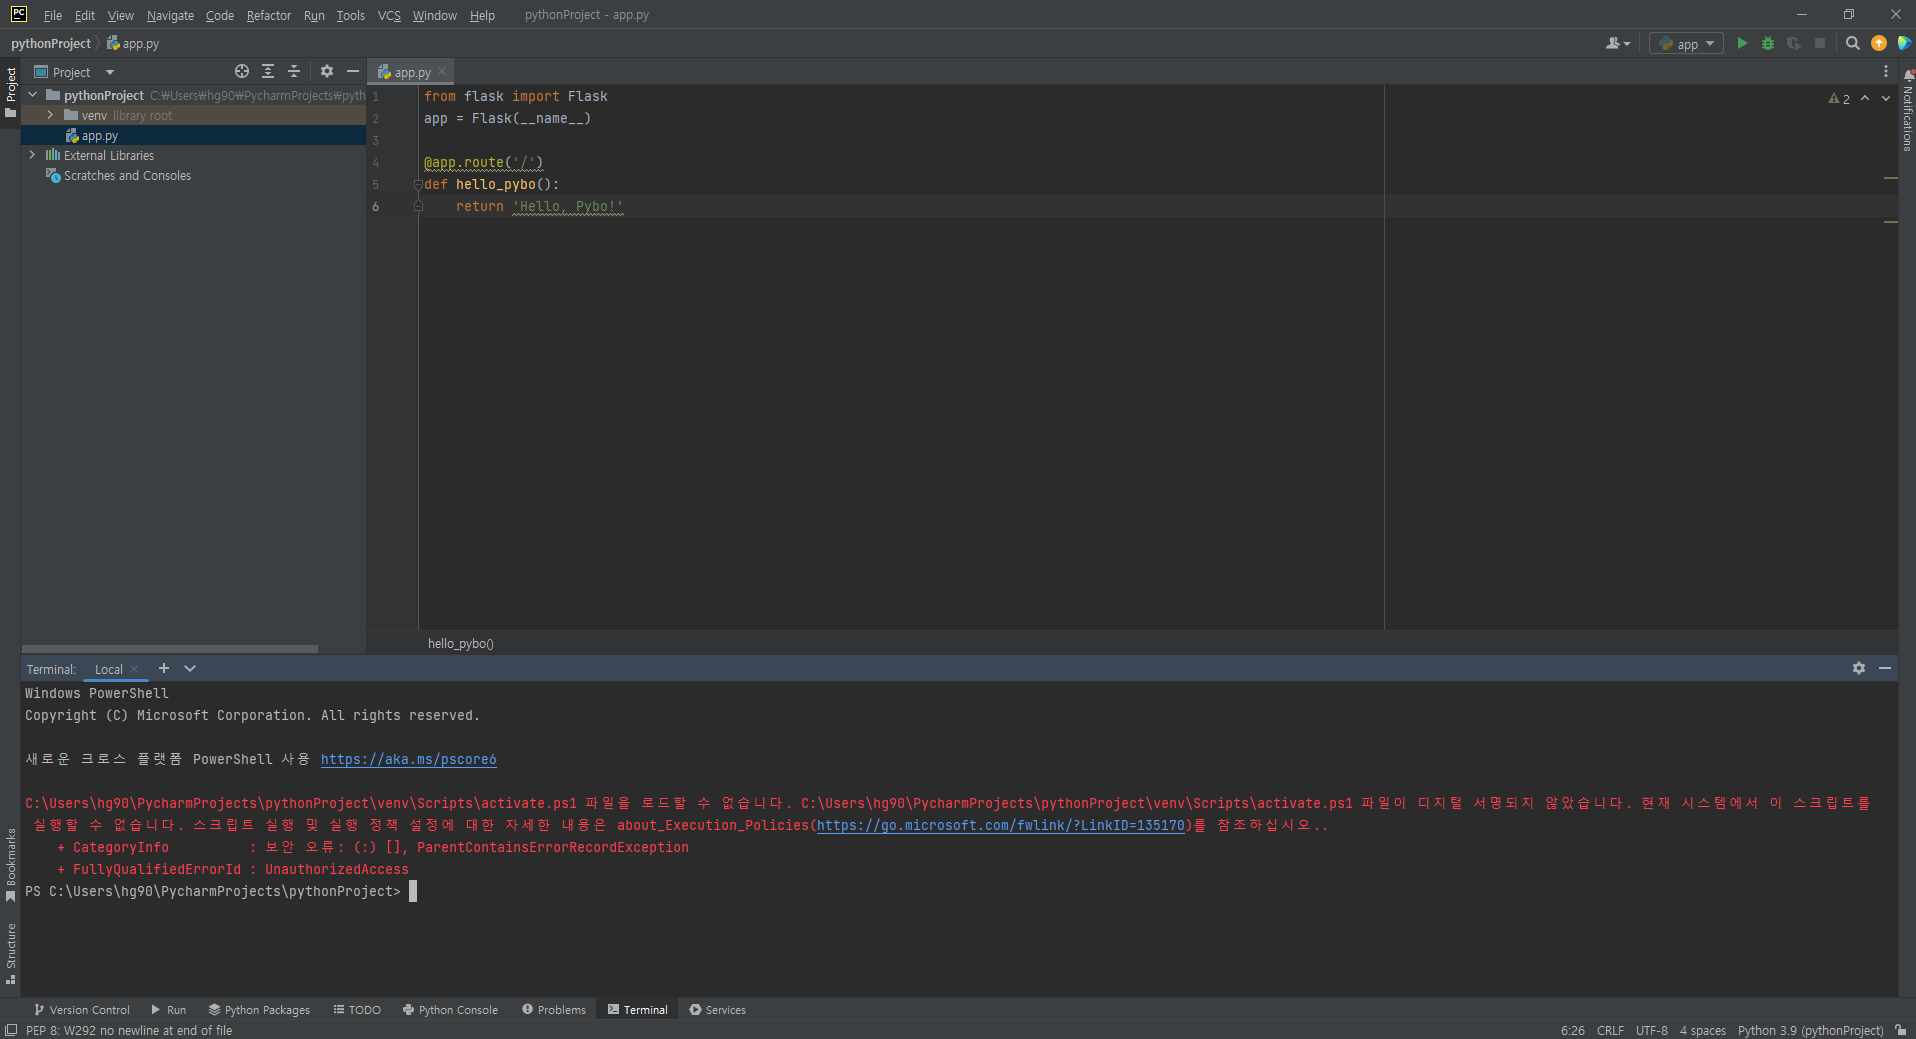 PC File Edit View Navigate Code Refactor Run Tools VCS Window Help pythonProject - app.py
pythonProject app.py app
Project app.py
Project
pythonProject C:₩Users₩hg90₩PycharmProjects₩pyth
venv library root
app.py
External Libraries
Scratches and Consoles
1 from flask import Flask
2 app = Flask(__name__)
3
4 @app.route('/')
5 def hello_pybo():
6 return 'Hello, Pybo!'
2
Notifications
hello_pybo()
Terminal: Local
Windows PowerShell
Copyright (C) Microsoft Corporation. All rights reserved.
새로운 크로스 플랫폼 PowerShell 사용 https://aka.ms/pscore6
C:\Users\hg90\PycharmProjects\pythonProject\venv\Scripts\activate.ps1 파일을 로드할 수 없습니다. C:\Users\hg90\PycharmProjects\pythonProject\venv\Scripts\activate.ps1 파일이 디지털 서명되지 않았습니다. 현재 시스템에서 이 스크립트를
실행할 수 없습니다. 스크립트 실행 및 실행 정책 설정에 대한 자세한 내용은 about_Execution_Policies(https://go.microsoft.com/fwlink/?LinkID=135170)를 참조하십시오..
+ CategoryInfo : 보안 오류: (:) [], ParentContainsErrorRecordException
+ FullyQualifiedErrorId : UnauthorizedAccess
PS C:\Users\hg90\PycharmProjects\pythonProject>
Bookmarks
Structure
Version Control Run Python Packages TODO Python Console Problems Terminal Services
PEP 8: W292 no newline at end of file 6:26 CRLF UTF-8 4 spaces Python 3.9 (pythonProject)